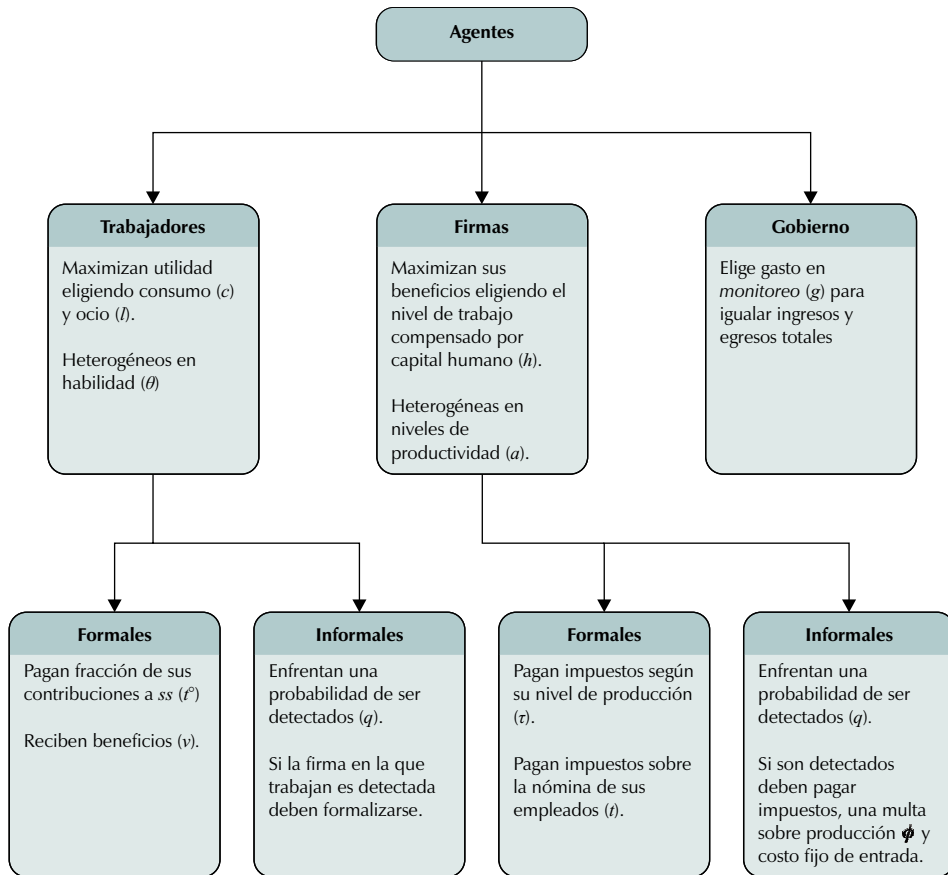 Agentes
Trabajadores
Maximizan utilidad
eligiendo consumo (c)
y ocio (l).
Heterogéneos en
habilidad (θ)
Firmas
Maximizan sus
beneficios eligiendo el
nivel de trabajo
compensado por
capital humano (h).
Heterogéneas en
niveles de
productividad (a).
Gobierno
Elige gasto en
monitoreo (g) para
igualar ingresos y
egresos totales
Formales
Pagan fracción de sus
contribuciones a ss (t°)
Reciben beneficios (v).
Informales
Enfrentan una
probabilidad de ser
detectados (q).
Si la firma en la que
trabajan es detectada
deben formalizarse.
Formales
Pagan impuestos según
su nivel de producción
(τ).
Pagan impuestos sobre
la nómina de sus
empleados (t).
Informales
Enfrentan una
probabilidad de ser
detectados (q).
Si son detectados
deben pagar
impuestos, una multa
sobre producción ϕ y
costo fijo de entrada.